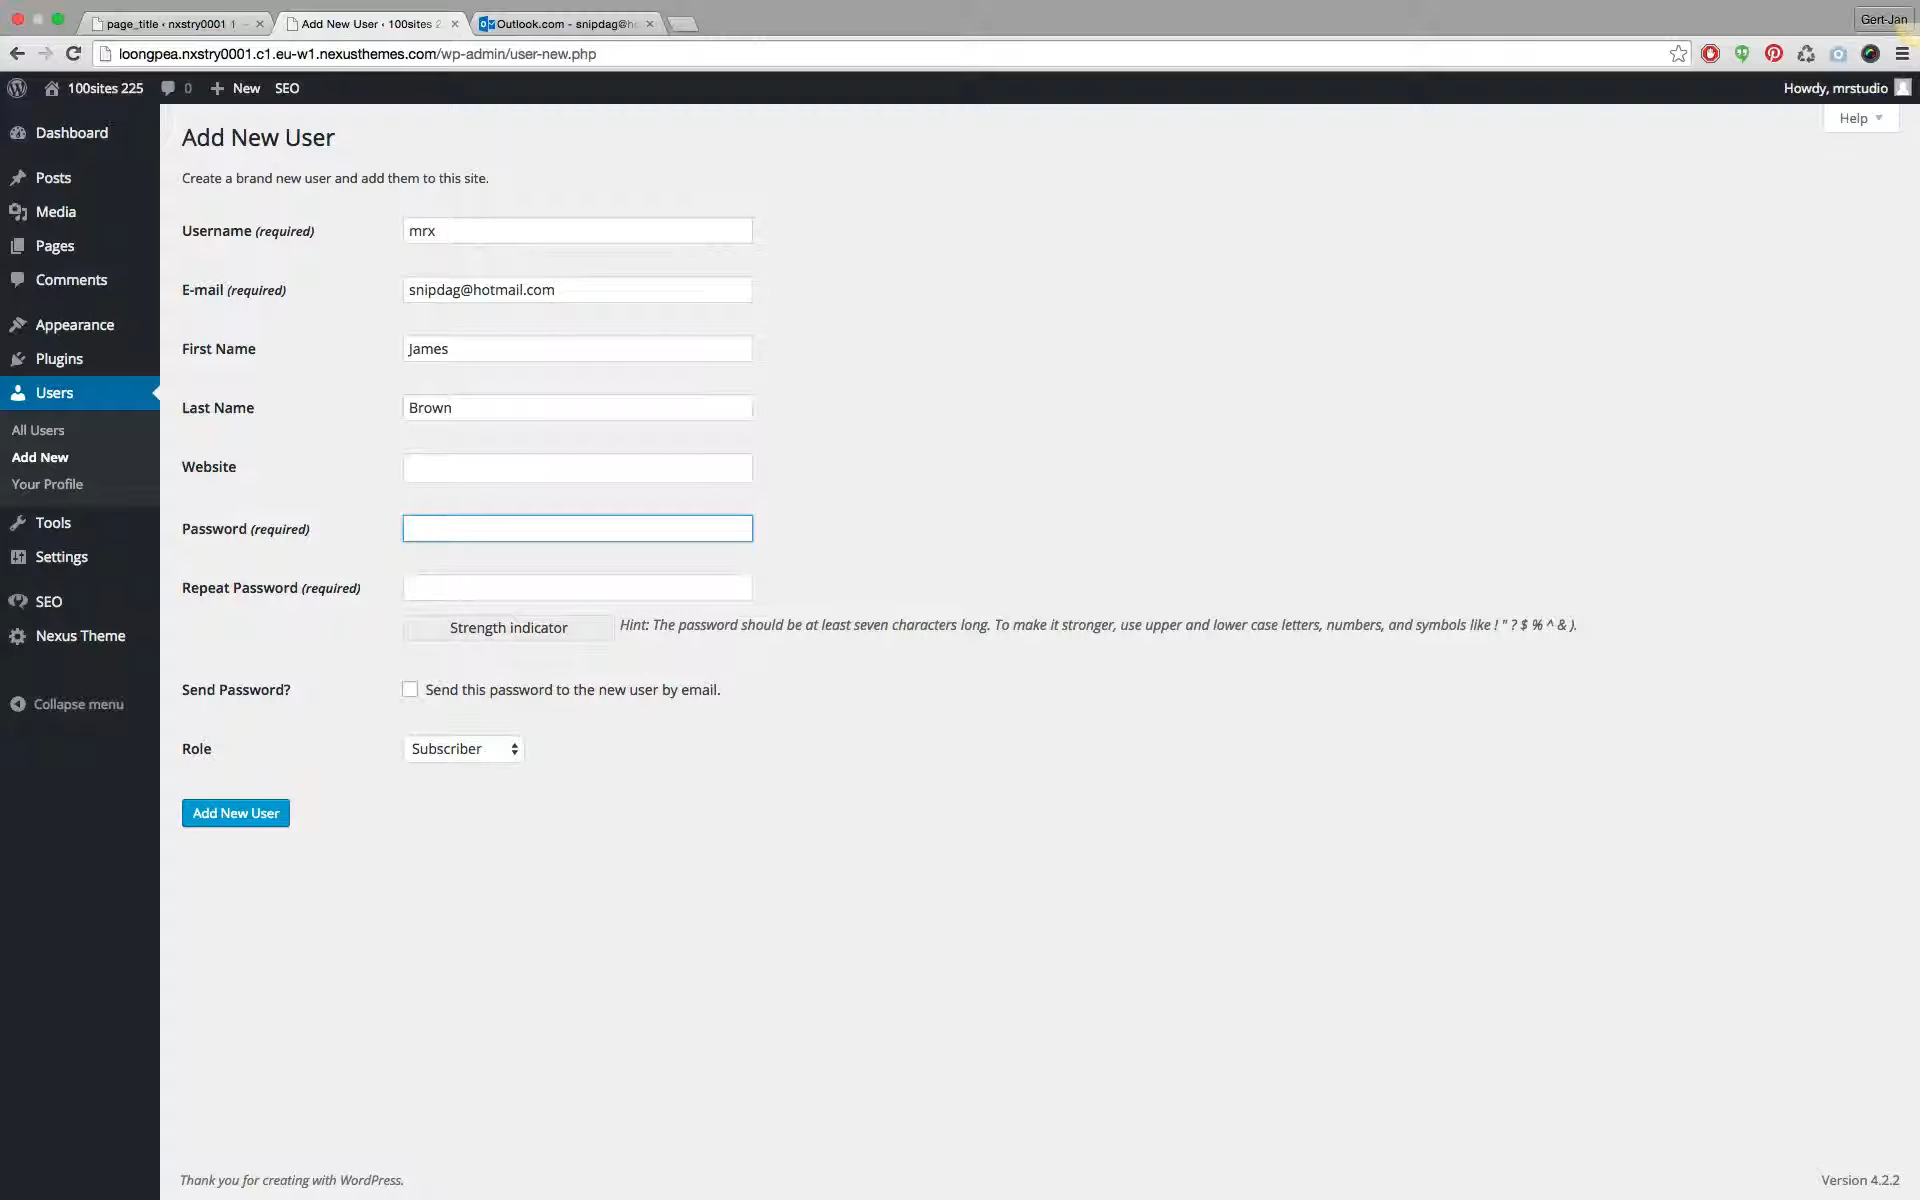 page_title ‹ nxstry0001 1
Add New User ‹ 100sites 2
Outlook.com - snipdag@ho
Gert-Jan
loongpea.nxstry0001.c1.eu-w1.nexusthemes.com/wp-admin/user-new.php
100sites 225
0
New
SEO
Howdy, mrstudio
Help
Dashboard
Posts
Media
Pages
Comments
Appearance
Plugins
Users
All Users
Add New
Your Profile
Tools
Settings
SEO
Nexus Theme
Collapse menu
Add New User
Create a brand new user and add them to this site.
Username (required)
mrx
E-mail (required)
snipdag@hotmail.com
First Name
James
Last Name
Brown
Website
Password (required)
Repeat Password (required)
Strength indicator
Hint: The password should be at least seven characters long. To make it stronger, use upper and lower case letters, numbers, and symbols like ! " ? $ % ^ & ).
Send Password?
Send this password to the new user by email.
Role
Subscriber
Add New User
Thank you for creating with WordPress.
Version 4.2.2